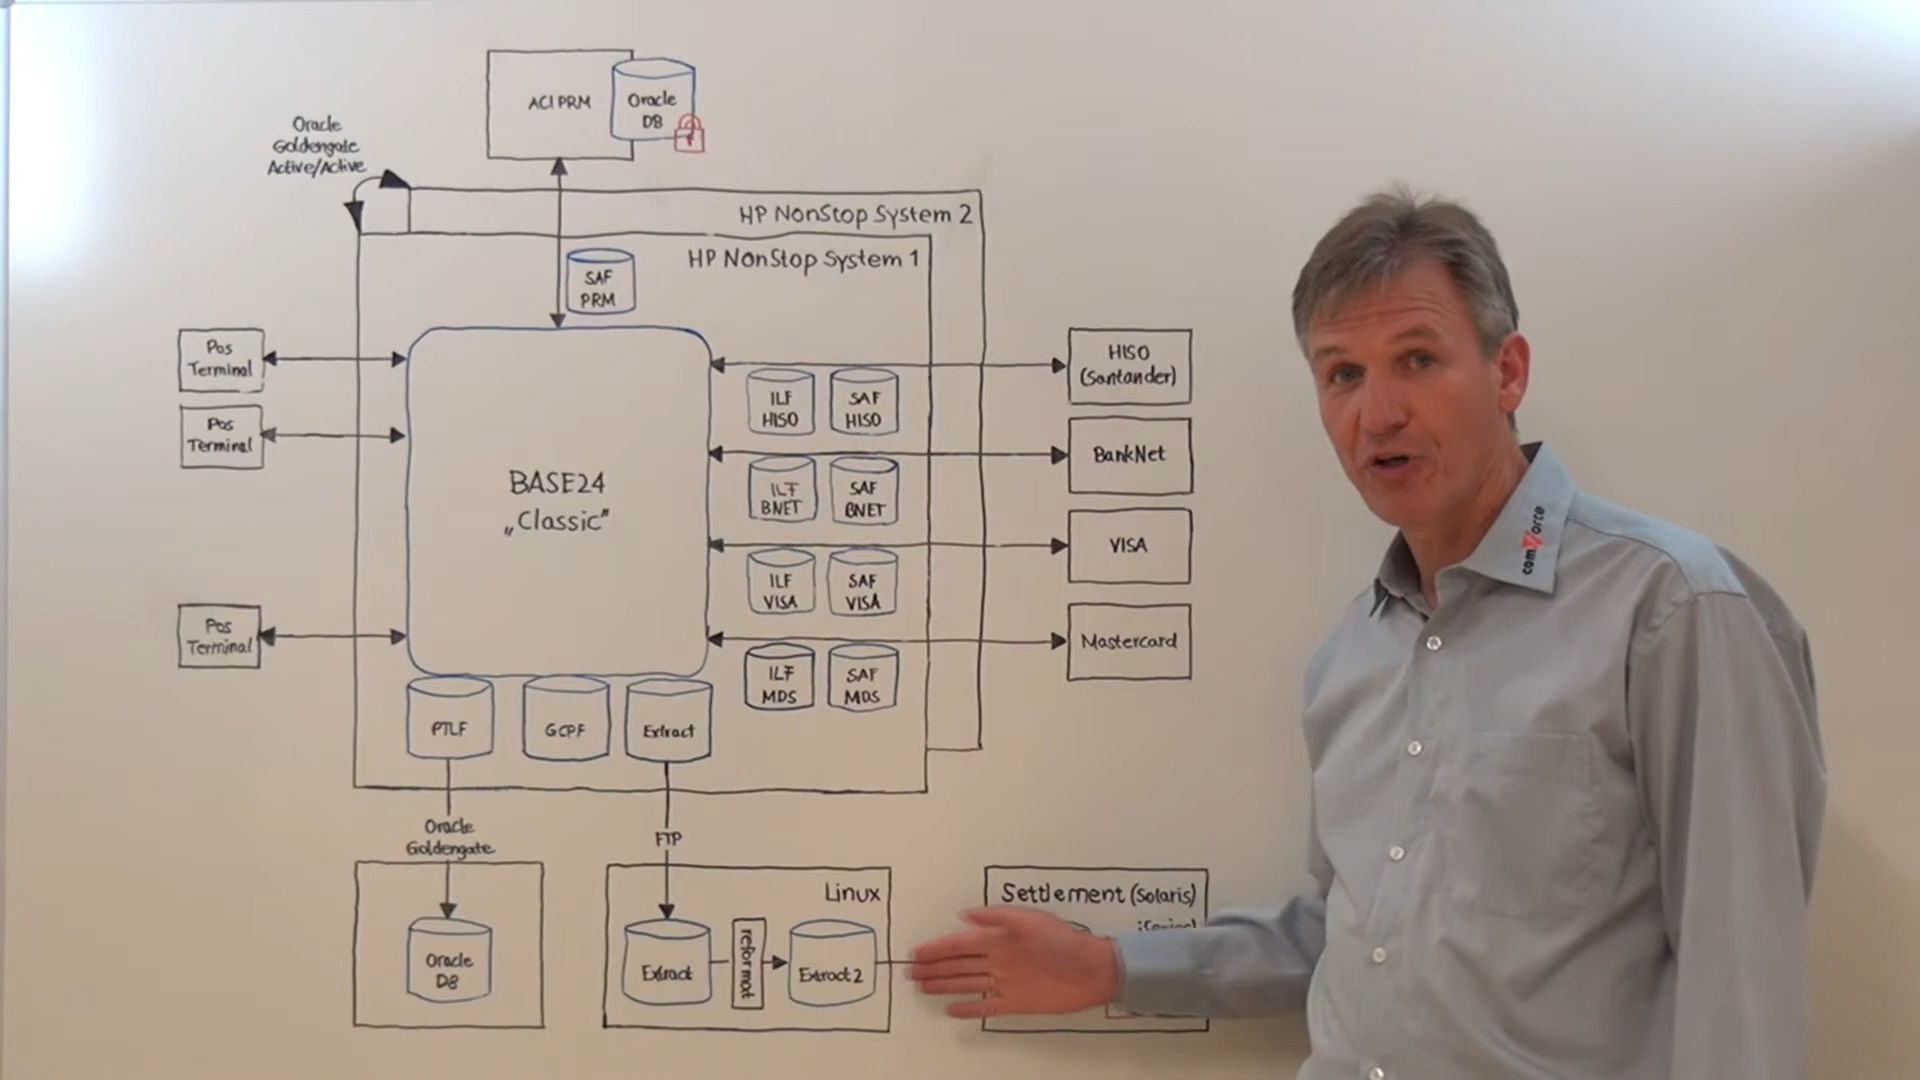 ACI PRM
Oracle
DB
Oracle
Goldengate
Active/Active
HP NonStop System 2
HP NonStop System 1
SAF
PRM
Pos
Terminal
Pos
Terminal
Pos
Terminal
BASE24
„Classic"
ILF
HISO
SAF
HISO
ILF
BNET
SAF
BNET
ILF
VISA
SAF
VISA
ILF
MDS
SAF
MDS
HISO
(Santander)
BankNet
VISA
Mastercard
PTLF
GCPF
Extract
Oracle
Goldengate
FTP
Oracle
DB
Linux
Extract
reformat
Extract 2
Settlement (Solaris)
comforte